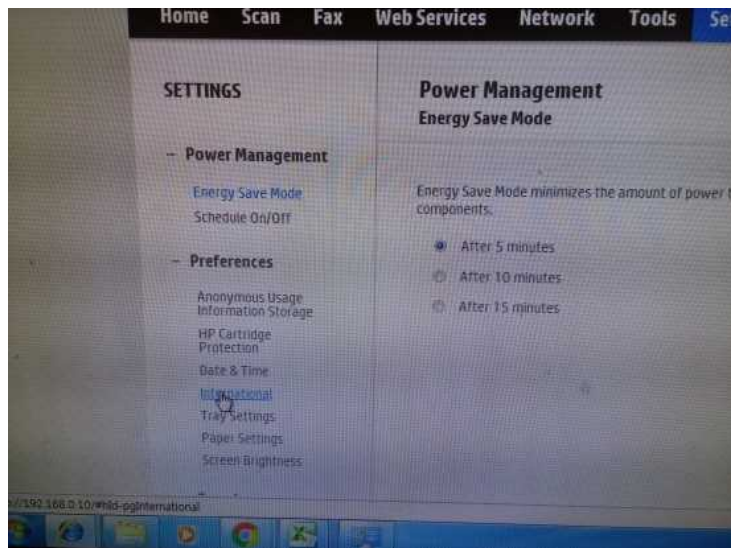 Home Scan Fax Web Services Network Tools Se
SETTINGS
Power Management
Energy Save Mode
Schedule On/Off
Preferences
Anonymous Usage
Information Storage
HP Cartridge
Protection
Date & Time
International
Tray Settings
Paper Settings
Screen Brightness
Power Management
Energy Save Mode
Energy Save Mode minimizes the amount of power
components.
After 5 minutes
After 10 minutes
After 15 minutes
://192.168.0.10/#hId-pgInternational